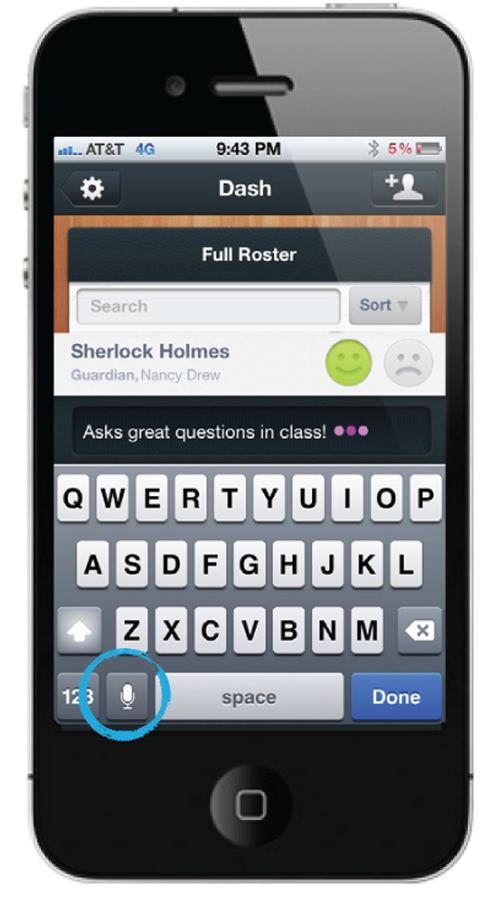 AT&T 4G 9:43 PM 5%
Dash
Full Roster
Search Sort
Sherlock Holmes
Guardian, Nancy Drew
Asks great questions in class!
Q W E R T Y U I O P
A S D F G H J K L
Z X C V B N M
123 space Done